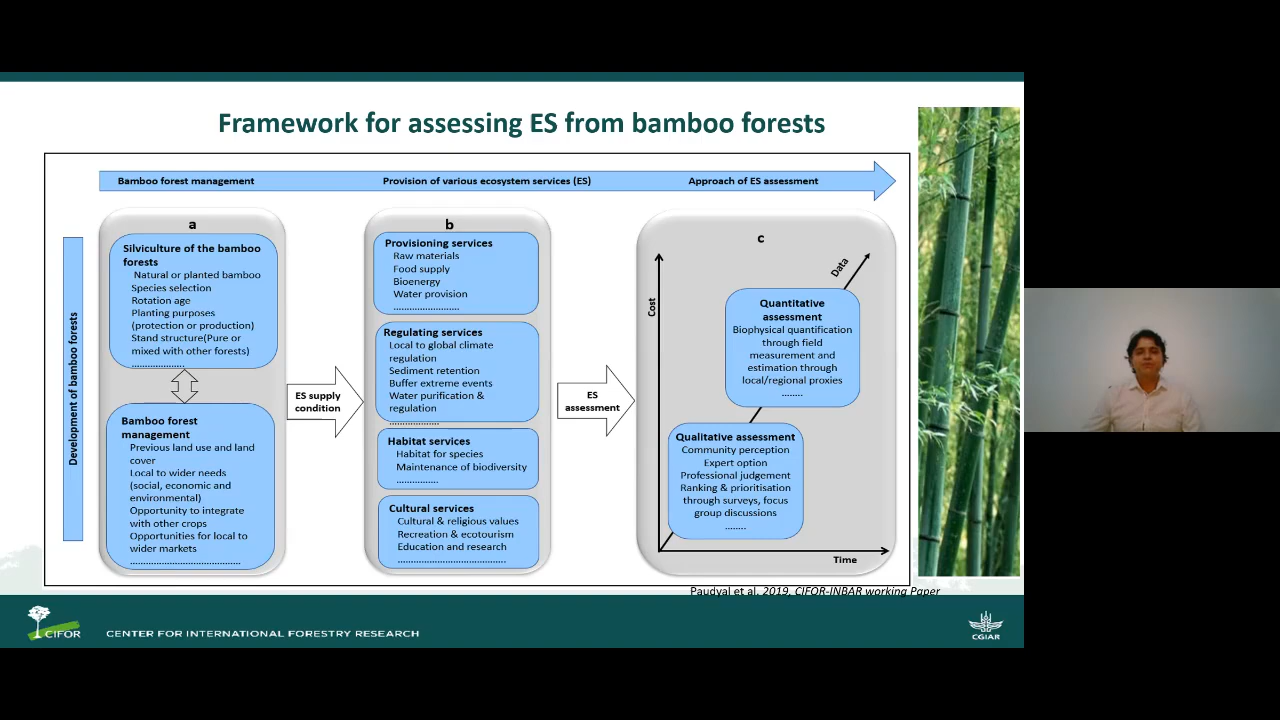 Framework for assessing ES from bamboo forests
Bamboo forest management
Provision of various ecosystem services (ES)
Approach of ES assessment
Development of bamboo forests
a
Silviculture of the bamboo
forests
Natural or planted bamboo
Species selection
Rotation age
Planting purposes
(protection or production)
Stand structure(Pure or
mixed with other forests)
....................
Bamboo forest
management
Previous land use and land
cover
Local to wider needs
(social, economic and
environmental)
Opportunity to integrate
with other crops
Opportunities for local to
wider markets
..........................................
ES supply
condition
b
Provisioning services
Raw materials
Food supply
Bioenergy
Water provision
.........................
Regulating services
Local to global climate
regulation
Sediment retention
Buffer extreme events
Water purification &
regulation
...................
Habitat services
Habitat for species
Maintenance of biodiversity
................
Cultural services
Cultural & religious values
Recreation & ecotourism
Education and research
.........................................
ES
assessment
c
Cost
Data
Quantitative
assessment
Biophysical quantification
through field
measurement and
estimation through
local/regional proxies
........
Qualitative assessment
Community perception
Expert option
Professional judgement
Ranking & prioritisation
through surveys, focus
group discussions
........
Time
Paudyal et al. 2019, CIFOR-INBAR working Paper
CIFOR
CENTER FOR INTERNATIONAL FORESTRY RESEARCH
CGIAR